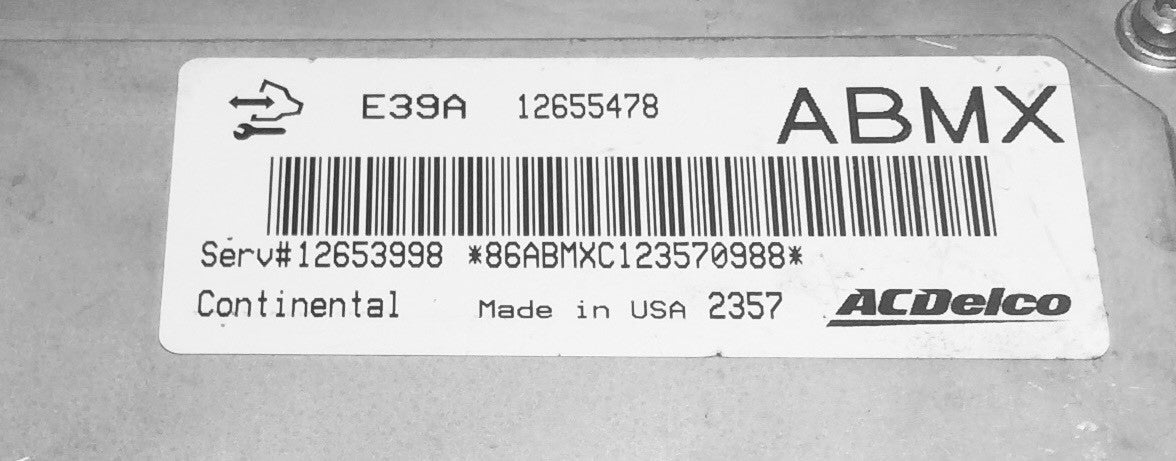 E39A 12655478 ABMX
Serv#12653998 *86ABMXC123570988*
Continental Made in USA 2357 ACDelco